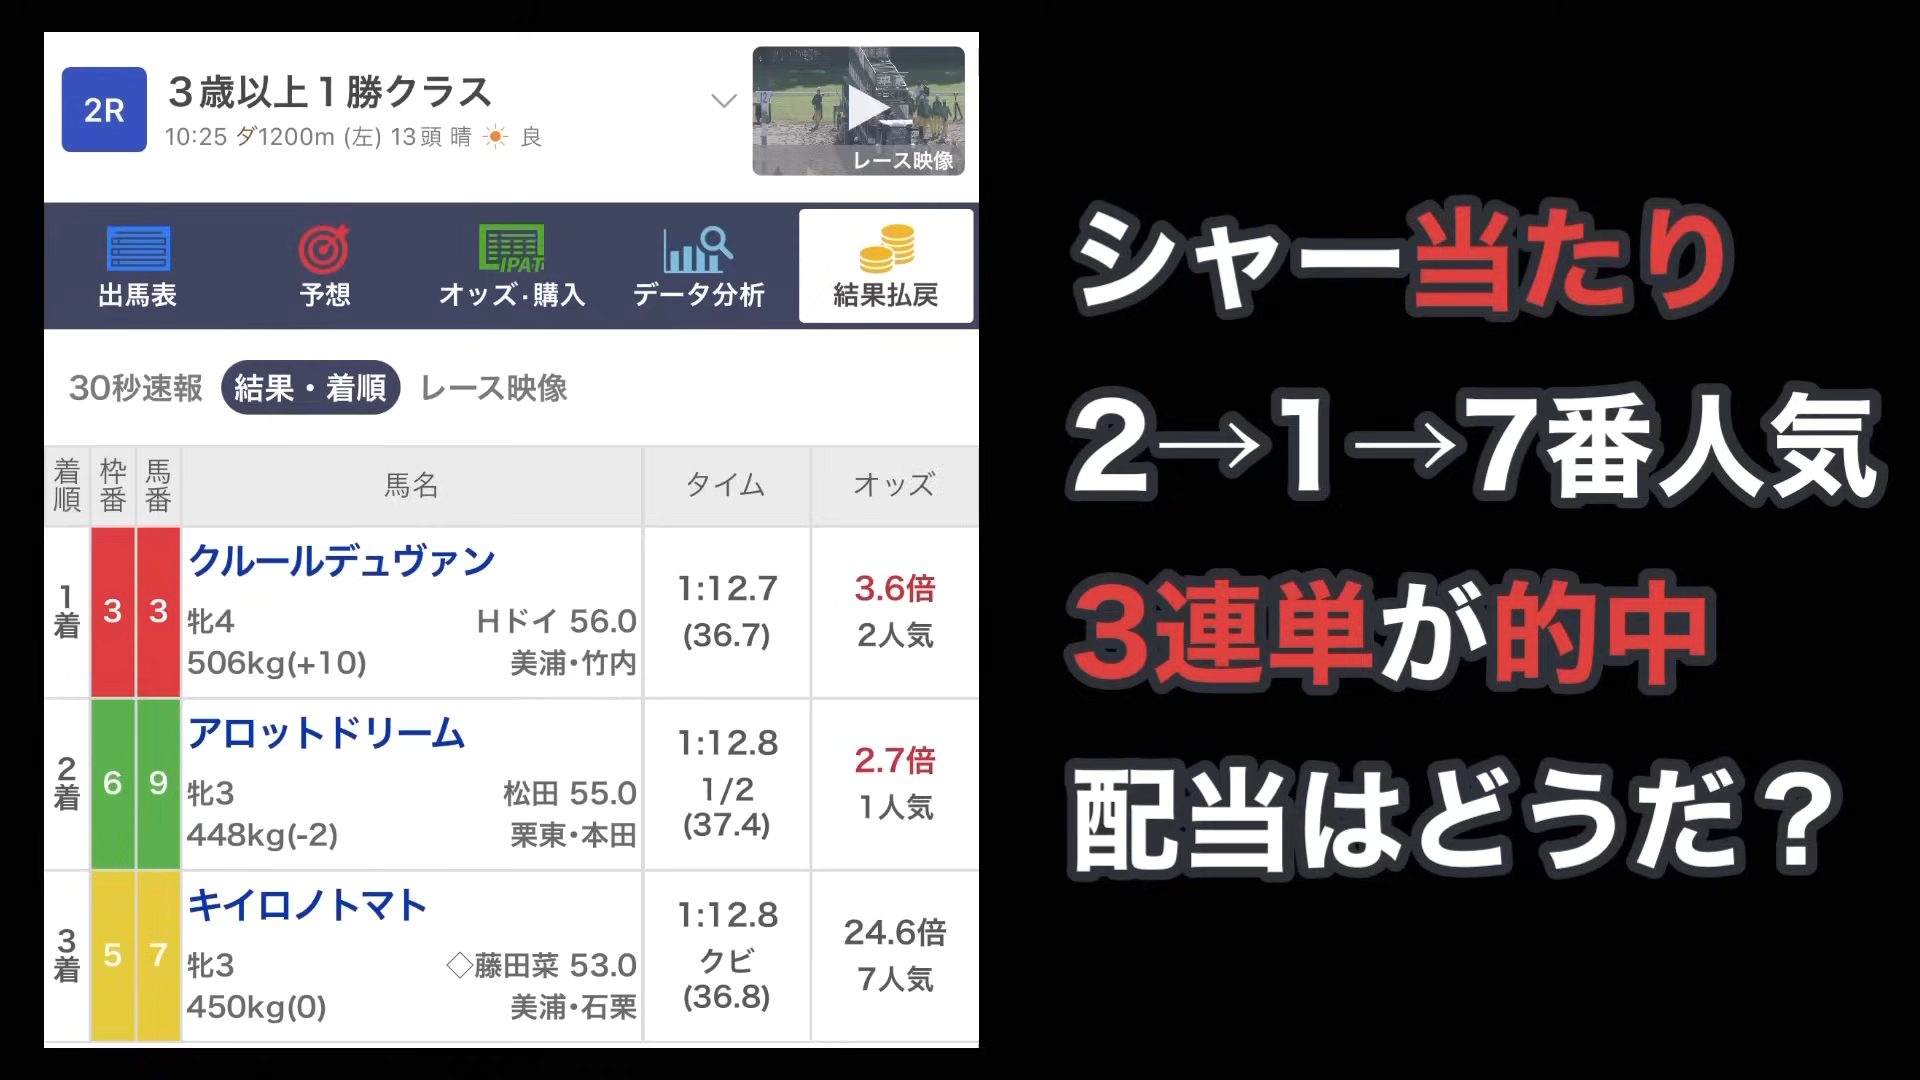 2R
３歳以上１勝クラス
10:25 ダ1200m (左) 13頭 晴 良
レース映像
出馬表
予想
IPAT
オッズ・購入
データ分析
結果払戻
30秒速報 結果・着順 レース映像
着順 枠番 馬番 馬名 タイム オッズ
1着 3 3
クルールデュヴァン
牝4 Hドイ 56.0
506kg(+10) 美浦・竹内
1:12.7
(36.7)
3.6倍
2人気
2着 6 9
アロットドリーム
牝3 松田 55.0
448kg(-2) 栗東・本田
1:12.8
1/2
(37.4)
2.7倍
1人気
3着 5 7
キイロノトマト
牝3 ◇藤田菜 53.0
450kg(0) 美浦・石栗
1:12.8
クビ
(36.8)
24.6倍
7人気
シャー当たり
2→1→7番人気
3連単が的中
配当はどうだ？